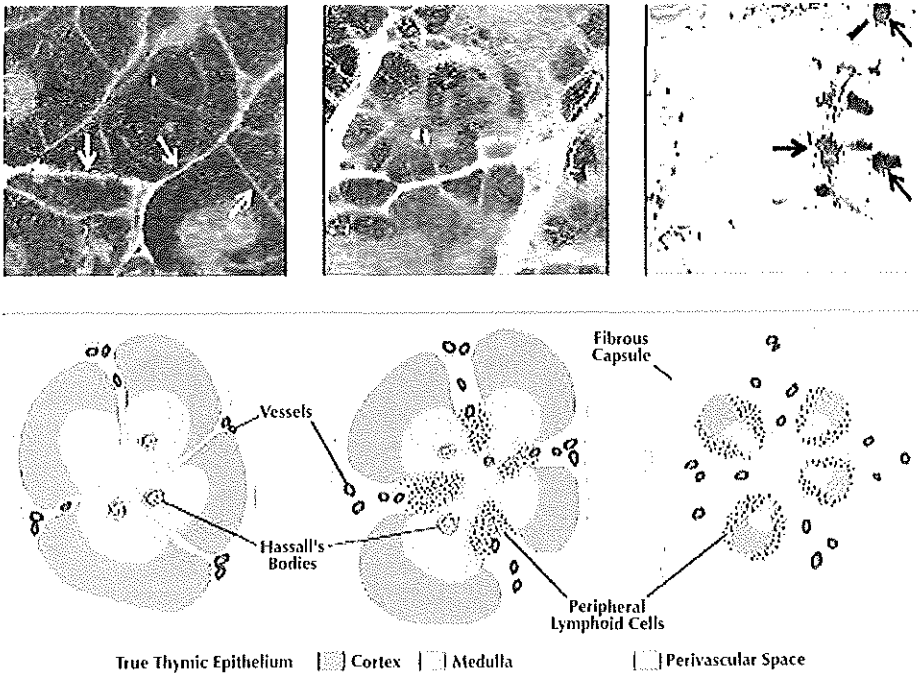 Fibrous
Capsule
Vessels
Hassall's
Bodies
Peripheral
Lymphoid Cells
True Thymic Epithelium Cortex Medulla Perivascular Space